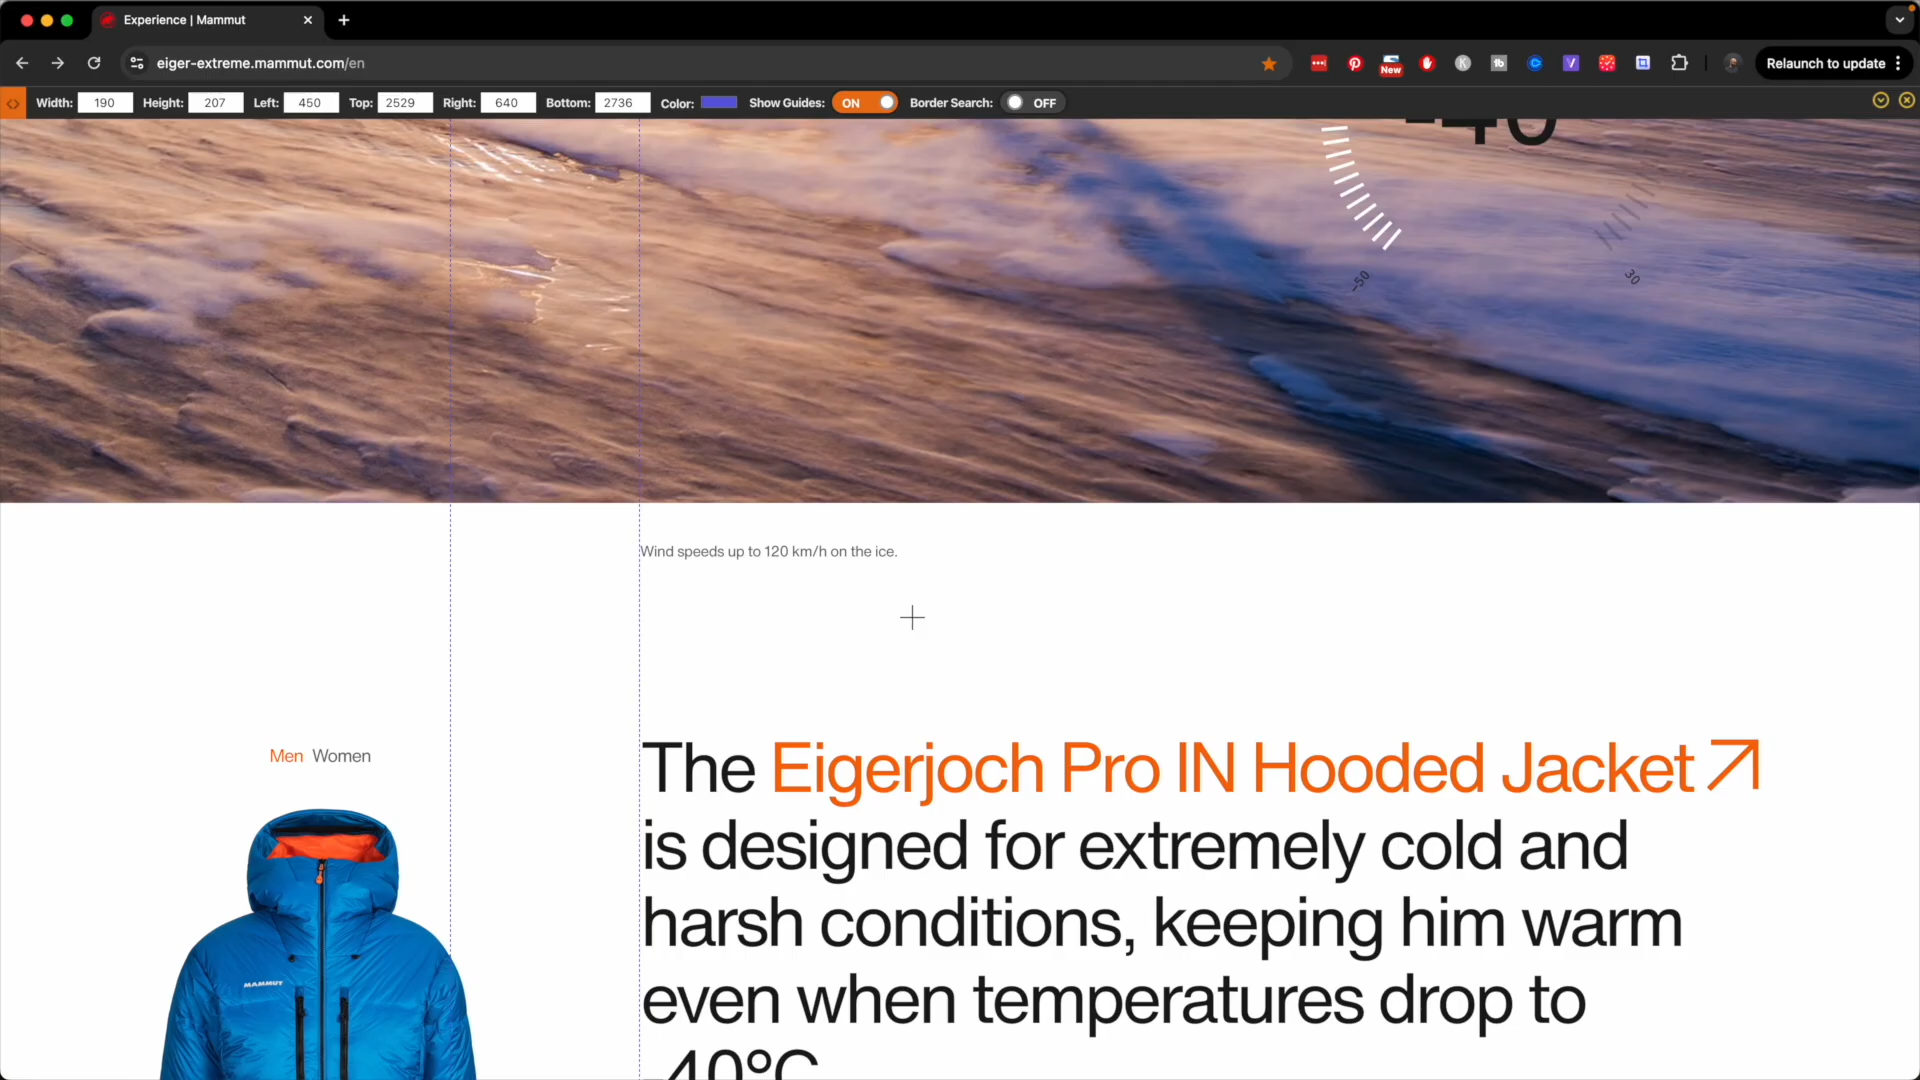 Experience | Mammut
eiger-extreme.mammut.com/en
New
Relaunch to update
Width: 190 Height: 207 Left: 450 Top: 2529 Right: 640 Bottom: 2736 Color: Show Guides: ON Border Search: OFF
-40
-50
30
Wind speeds up to 120 km/h on the ice.
Men Women
MAMMUT
The Eigerjoch Pro IN Hooded Jacket
is designed for extremely cold and
harsh conditions, keeping him warm
even when temperatures drop to
-40°C